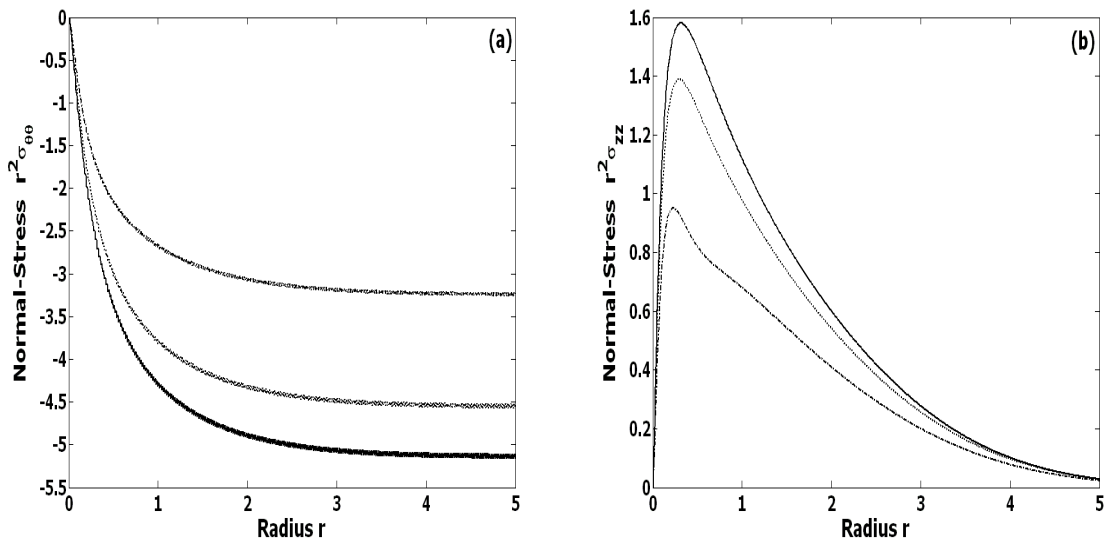 (a)
Normal-Stress r²σθθ
0
-0.5
-1
-1.5
-2
-2.5
-3
-3.5
-4
-4.5
-5
-5.5
0 1 2 3 4 5
Radius r
(b)
Normal-Stress r²σzz
1.6
1.4
1.2
1
0.8
0.6
0.4
0.2
0
0 1 2 3 4 5
Radius r